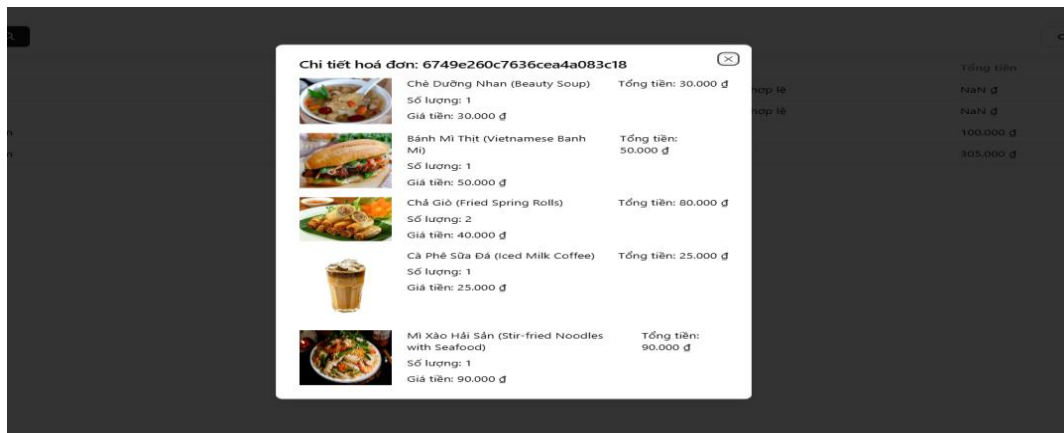 Chi tiết hoá đơn: 6749e260c7636cea4a083c18
Chè Dưỡng Nhan (Beauty Soup) Tổng tiền: 30.000 ₫
Số lượng: 1
Giá tiền: 30.000 ₫
Bánh Mì Thịt (Vietnamese Banh Mi) Tổng tiền: 50.000 ₫
Số lượng: 1
Giá tiền: 50.000 ₫
Chả Giò (Fried Spring Rolls) Tổng tiền: 80.000 ₫
Số lượng: 2
Giá tiền: 40.000 ₫
Cà Phê Sữa Đá (Iced Milk Coffee) Tổng tiền: 25.000 ₫
Số lượng: 1
Giá tiền: 25.000 ₫
Mì Xào Hải Sản (Stir-fried Noodles with Seafood) Tổng tiền: 90.000 ₫
Số lượng: 1
Giá tiền: 90.000 ₫
Tổng tiền
hợp lệ NaN ₫
hợp lệ NaN ₫
100.000 ₫
305.000 ₫